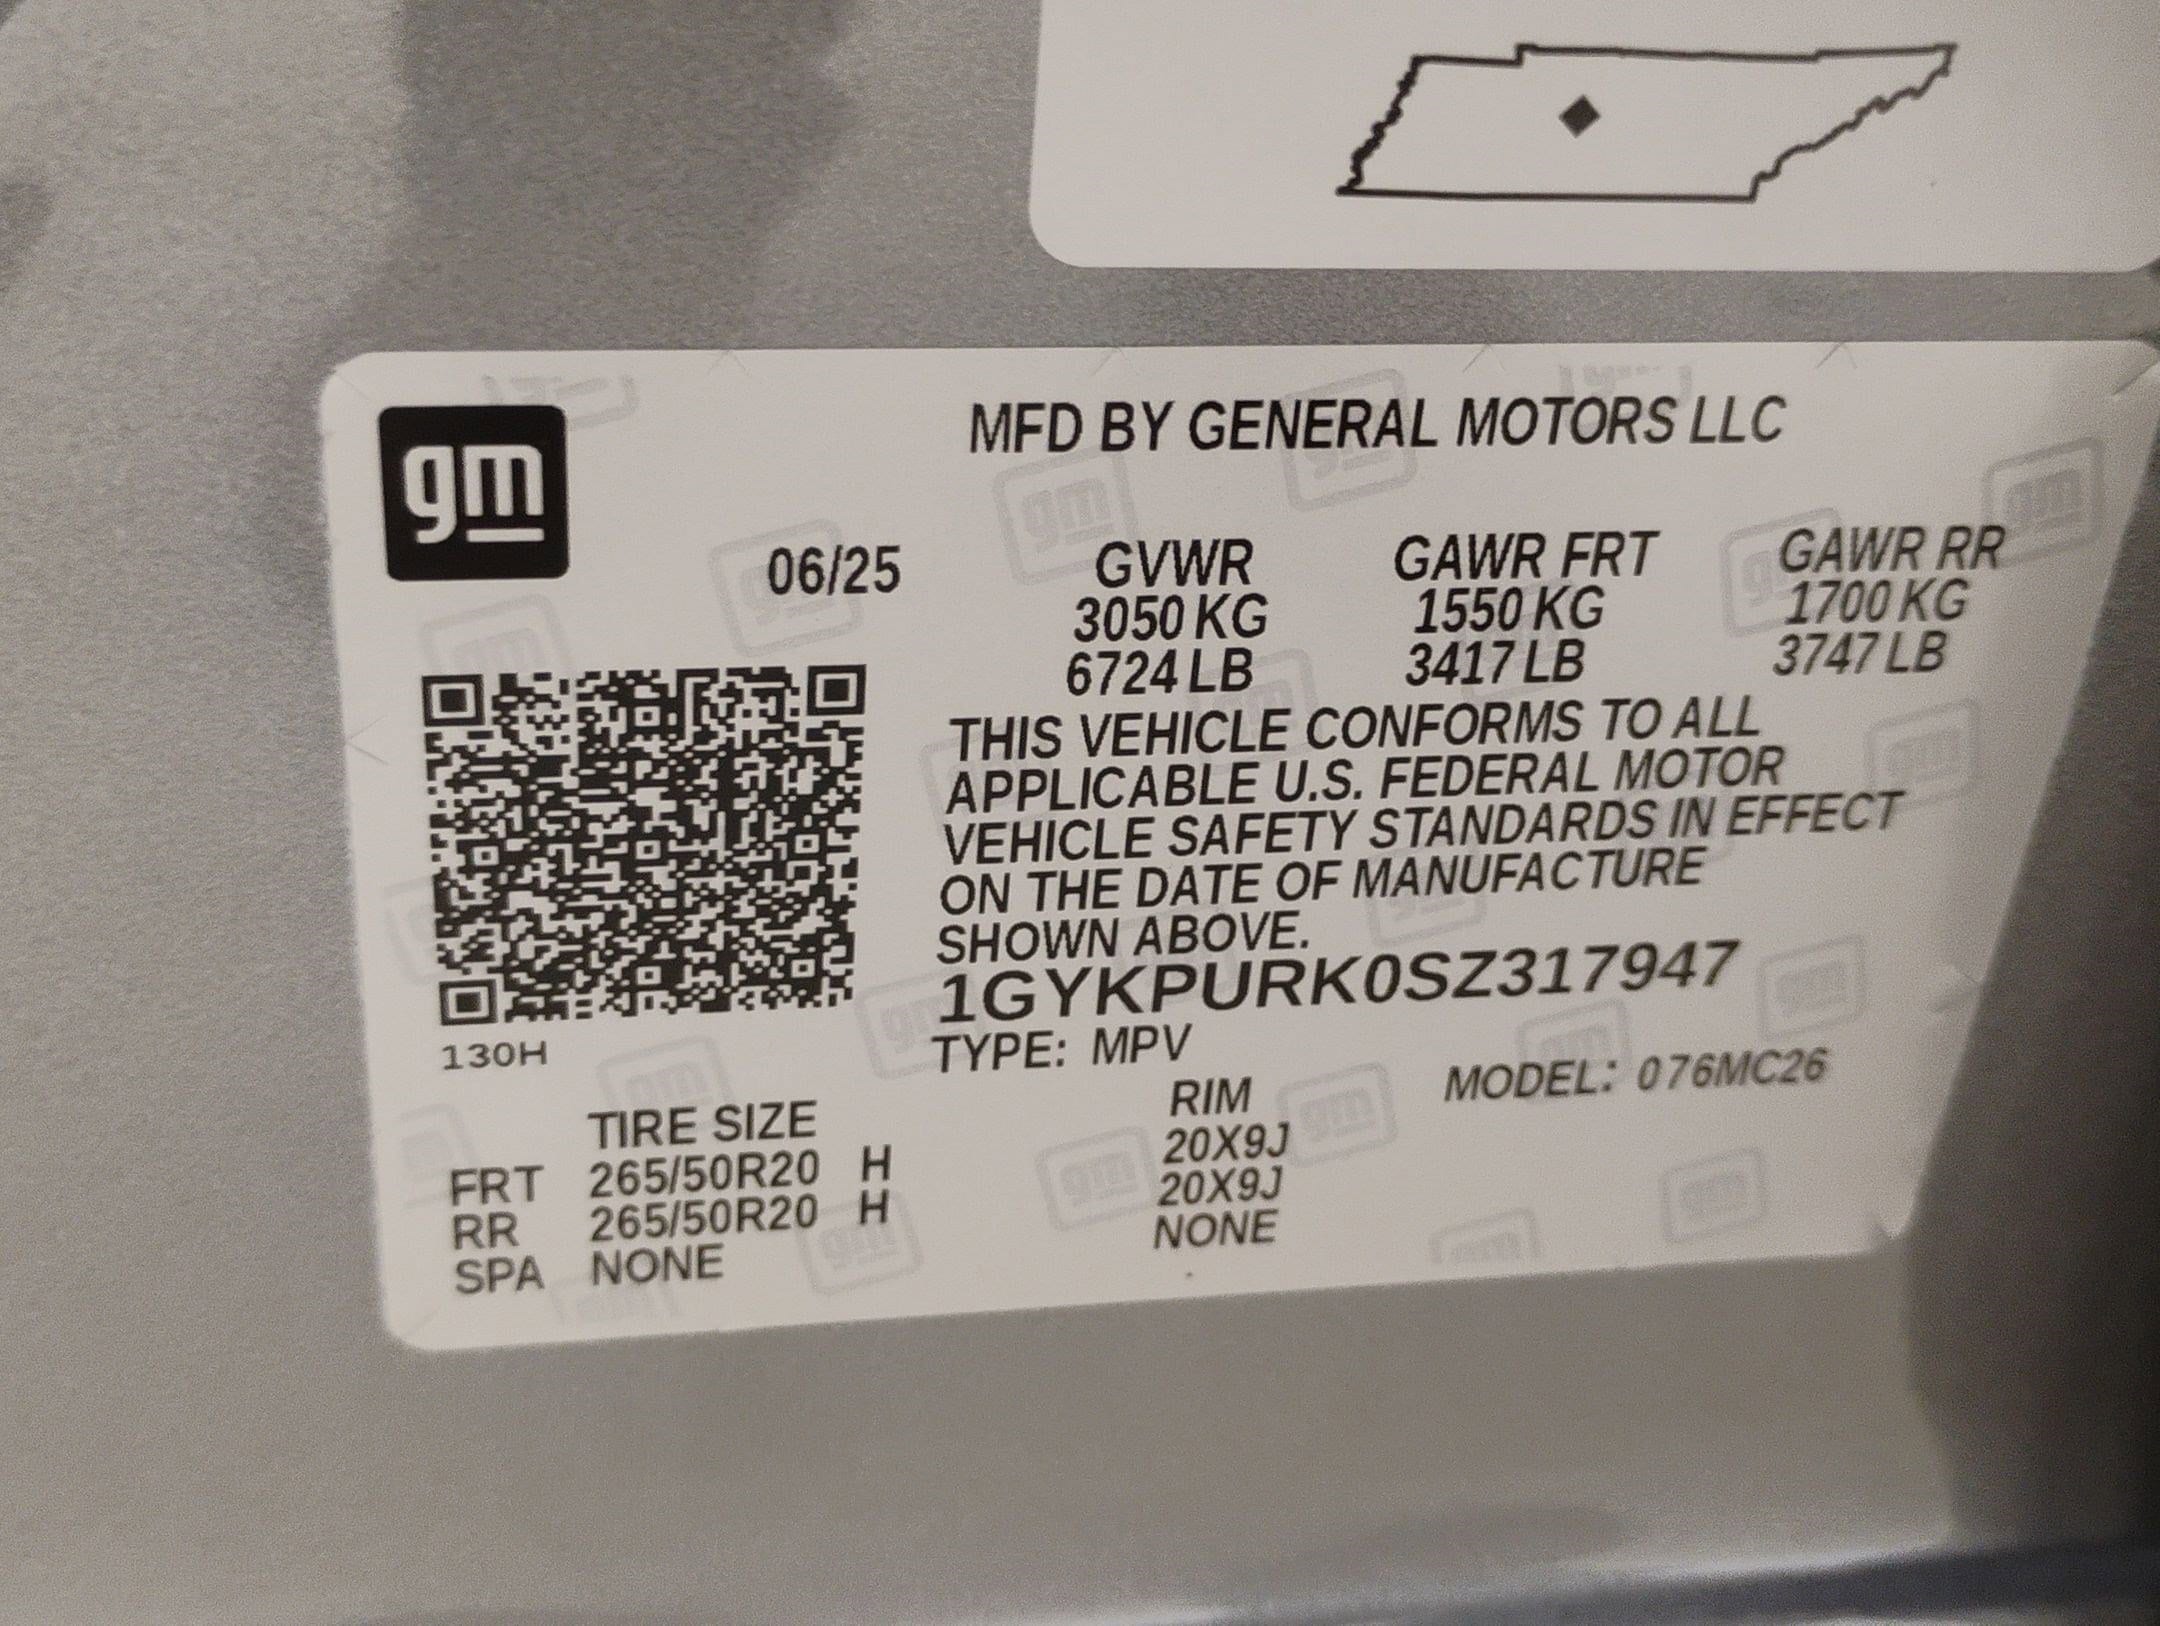 gm
MFD BY GENERAL MOTORS LLC
06/25 GVWR GAWR FRT GAWR RR
3050 KG 1550 KG 1700 KG
6724 LB 3417 LB 3747 LB
THIS VEHICLE CONFORMS TO ALL
APPLICABLE U.S. FEDERAL MOTOR
VEHICLE SAFETY STANDARDS IN EFFECT
ON THE DATE OF MANUFACTURE
SHOWN ABOVE.
1GYKPURK0SZ317947
130H
TYPE: MPV MODEL: 076MC26
TIRE SIZE RIM
FRT 265/50R20 H 20X9J
RR 265/50R20 H 20X9J
SPA NONE NONE